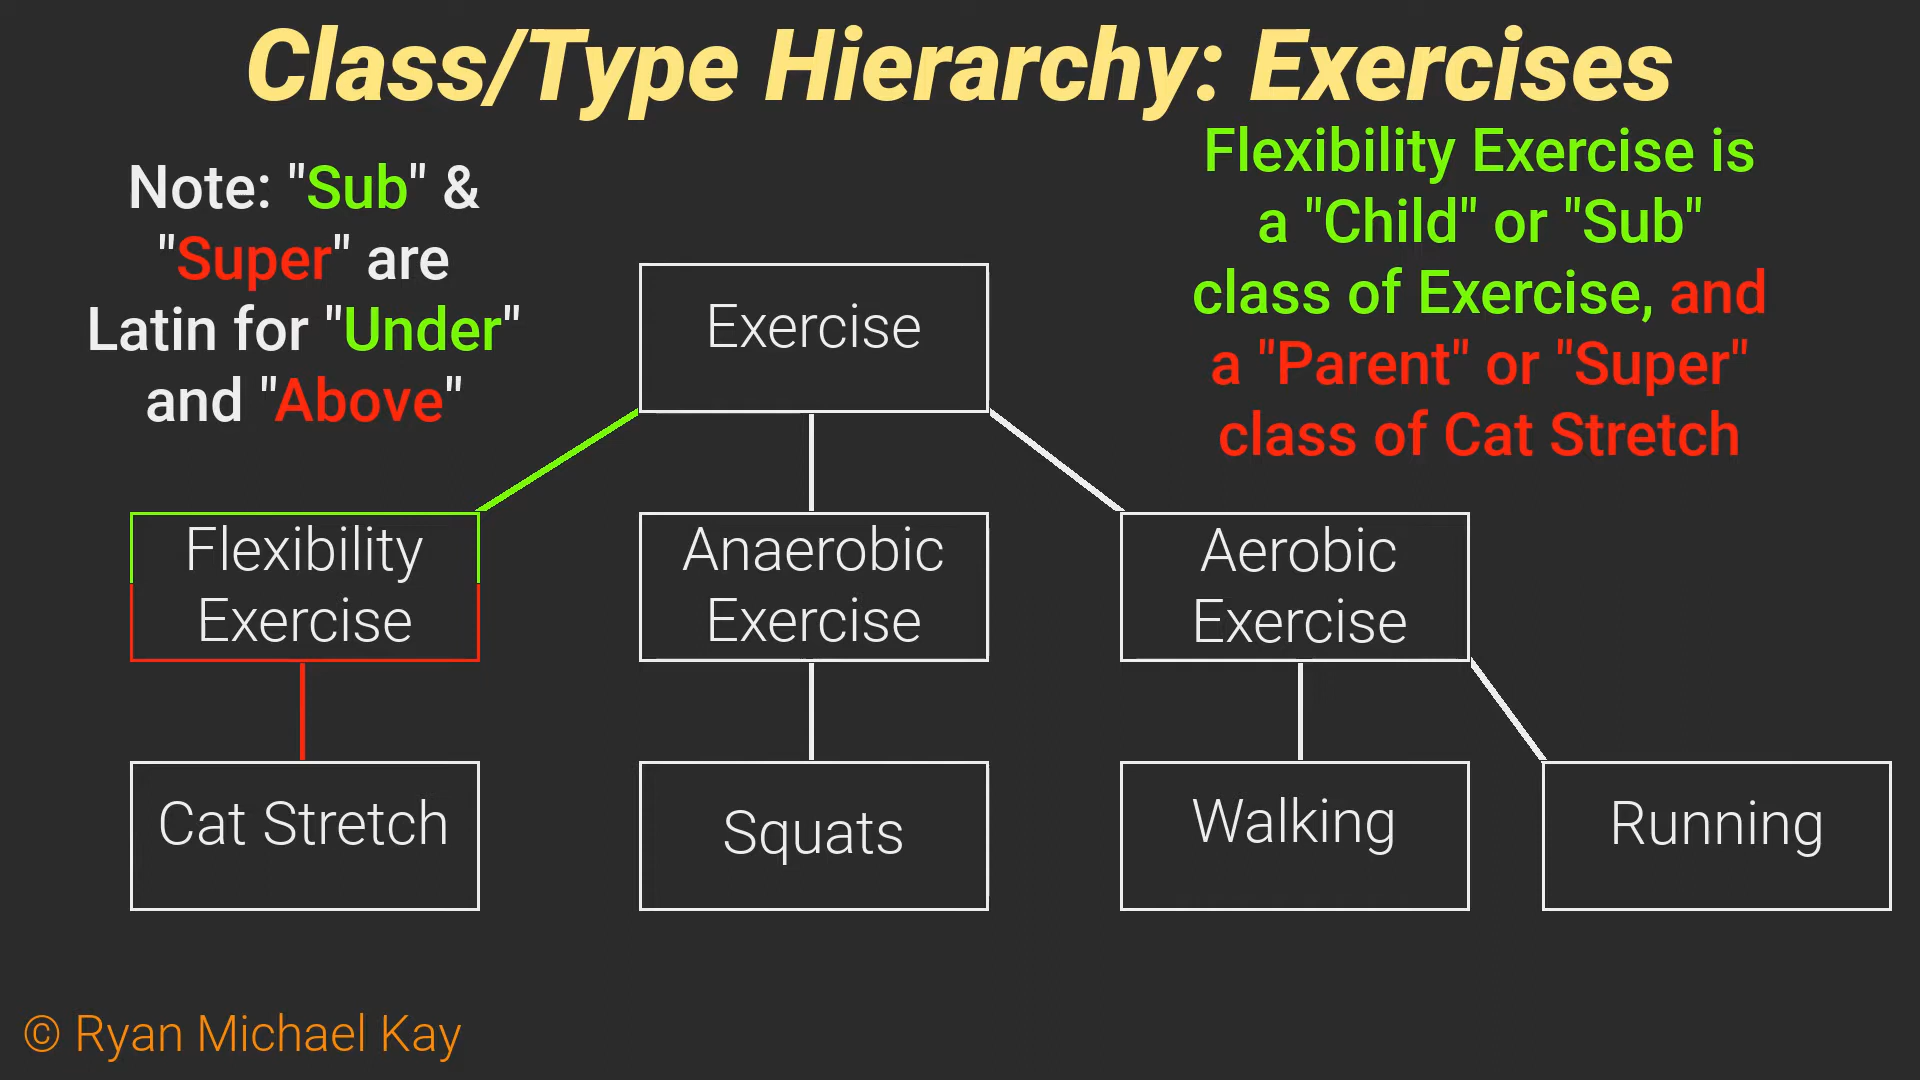 Class/Type Hierarchy: Exercises
Note: "Sub" &
"Super" are
Latin for "Under"
and "Above"
Flexibility Exercise is
a "Child" or "Sub"
class of Exercise, and
a "Parent" or "Super"
class of Cat Stretch
Exercise
Flexibility
Exercise
Anaerobic
Exercise
Aerobic
Exercise
Cat Stretch
Squats
Walking
Running
© Ryan Michael Kay